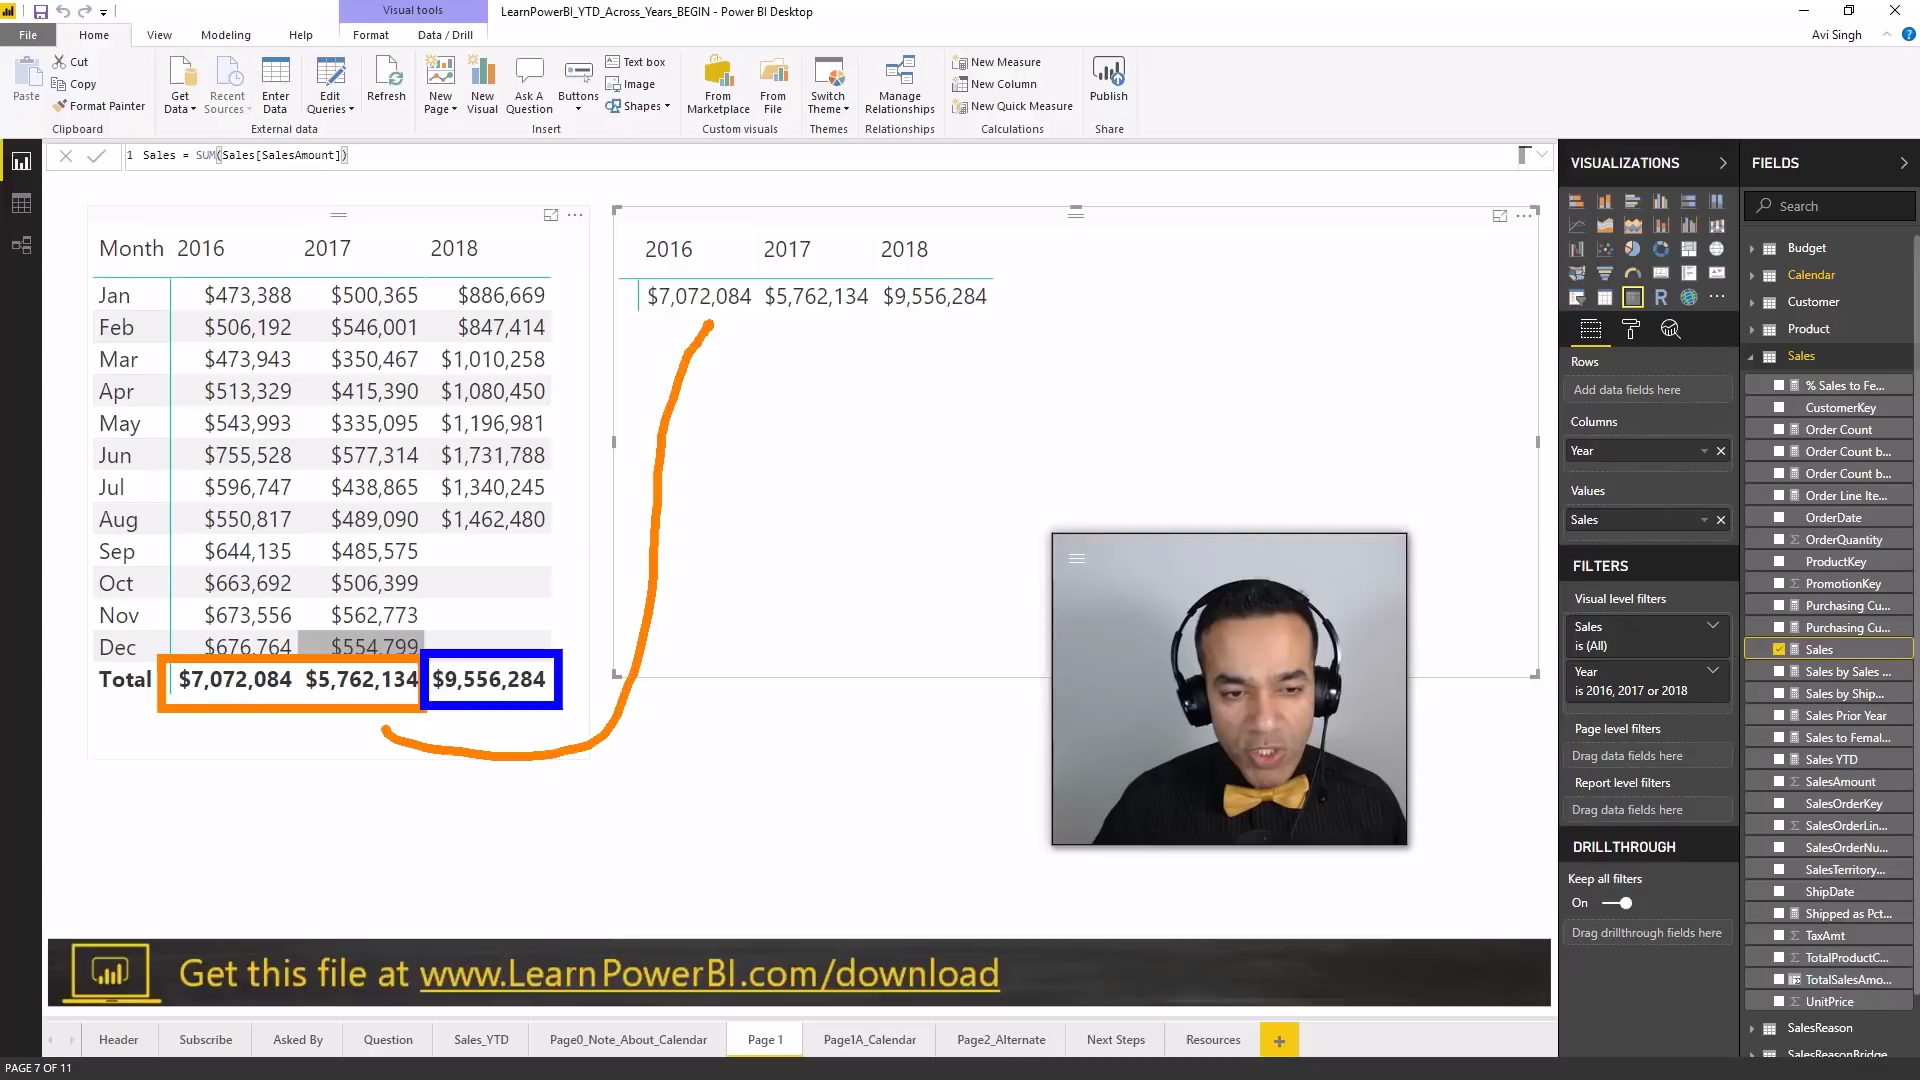 Visual tools
LearnPowerBI_YTD_Across_Years_BEGIN - Power BI Desktop
File Home View Modeling Help Format Data / Drill
Avi Singh
Paste
Cut
Copy
Format Painter
Clipboard
Get Data
Recent Sources
Enter Data
Edit Queries
External data
Refresh
New Page
New Visual
Ask A Question
Buttons
Text box
Image
Shapes
Insert
From Marketplace
From File
Custom visuals
Switch Theme
Themes
Manage Relationships
Relationships
New Measure
New Column
New Quick Measure
Calculations
Publish
Share
1 Sales = SUM(Sales[SalesAmount])
Month 2016 2017 2018
Jan $473,388 $500,365 $886,669
Feb $506,192 $546,001 $847,414
Mar $473,943 $350,467 $1,010,258
Apr $513,329 $415,390 $1,080,450
May $543,993 $335,095 $1,196,981
Jun $755,528 $577,314 $1,731,788
Jul $596,747 $438,865 $1,340,245
Aug $550,817 $489,090 $1,462,480
Sep $644,135 $485,575
Oct $663,692 $506,399
Nov $673,556 $562,773
Dec $676,764 $554,799
Total $7,072,084 $5,762,134 $9,556,284
2016 2017 2018
$7,072,084 $5,762,134 $9,556,284
Get this file at www.LearnPowerBI.com/download
VISUALIZATIONS
R
Rows
Add data fields here
Columns
Year
Values
Sales
FILTERS
Visual level filters
Sales
is (All)
Year
is 2016, 2017 or 2018
Page level filters
Drag data fields here
Report level filters
Drag data fields here
DRILLTHROUGH
Keep all filters
On
Drag drillthrough fields here
FIELDS
Search
Budget
Calendar
Customer
Product
Sales
% Sales to Fe...
CustomerKey
Order Count
Order Count b...
Order Count b...
Order Line Ite...
OrderDate
OrderQuantity
ProductKey
PromotionKey
Purchasing Cu...
Purchasing Cu...
Sales
Sales by Sales ...
Sales by Ship...
Sales Prior Year
Sales to Femal...
Sales YTD
SalesAmount
SalesOrderKey
SalesOrderLin...
SalesOrderNu...
SalesTerritory...
ShipDate
Shipped as Pct...
TaxAmt
TotalProductC...
TotalSalesAmo...
UnitPrice
SalesReason
SalesReasonBridge
Header Subscribe Asked By Question Sales_YTD Page0_Note_About_Calendar Page 1 Page1A_Calendar Page2_Alternate Next Steps Resources +
PAGE 7 OF 11